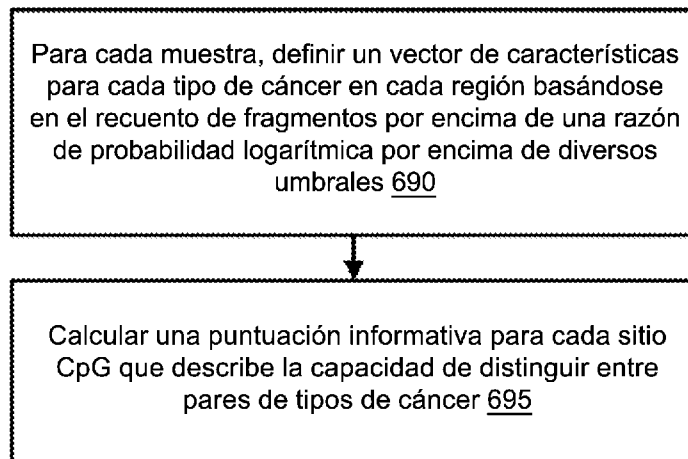 Para cada muestra, definir un vector de características
para cada tipo de cáncer en cada región basándose
en el recuento de fragmentos por encima de una razón
de probabilidad logarítmica por encima de diversos
umbrales 690
Calcular una puntuación informativa para cada sitio
CpG que describe la capacidad de distinguir entre
pares de tipos de cáncer 695